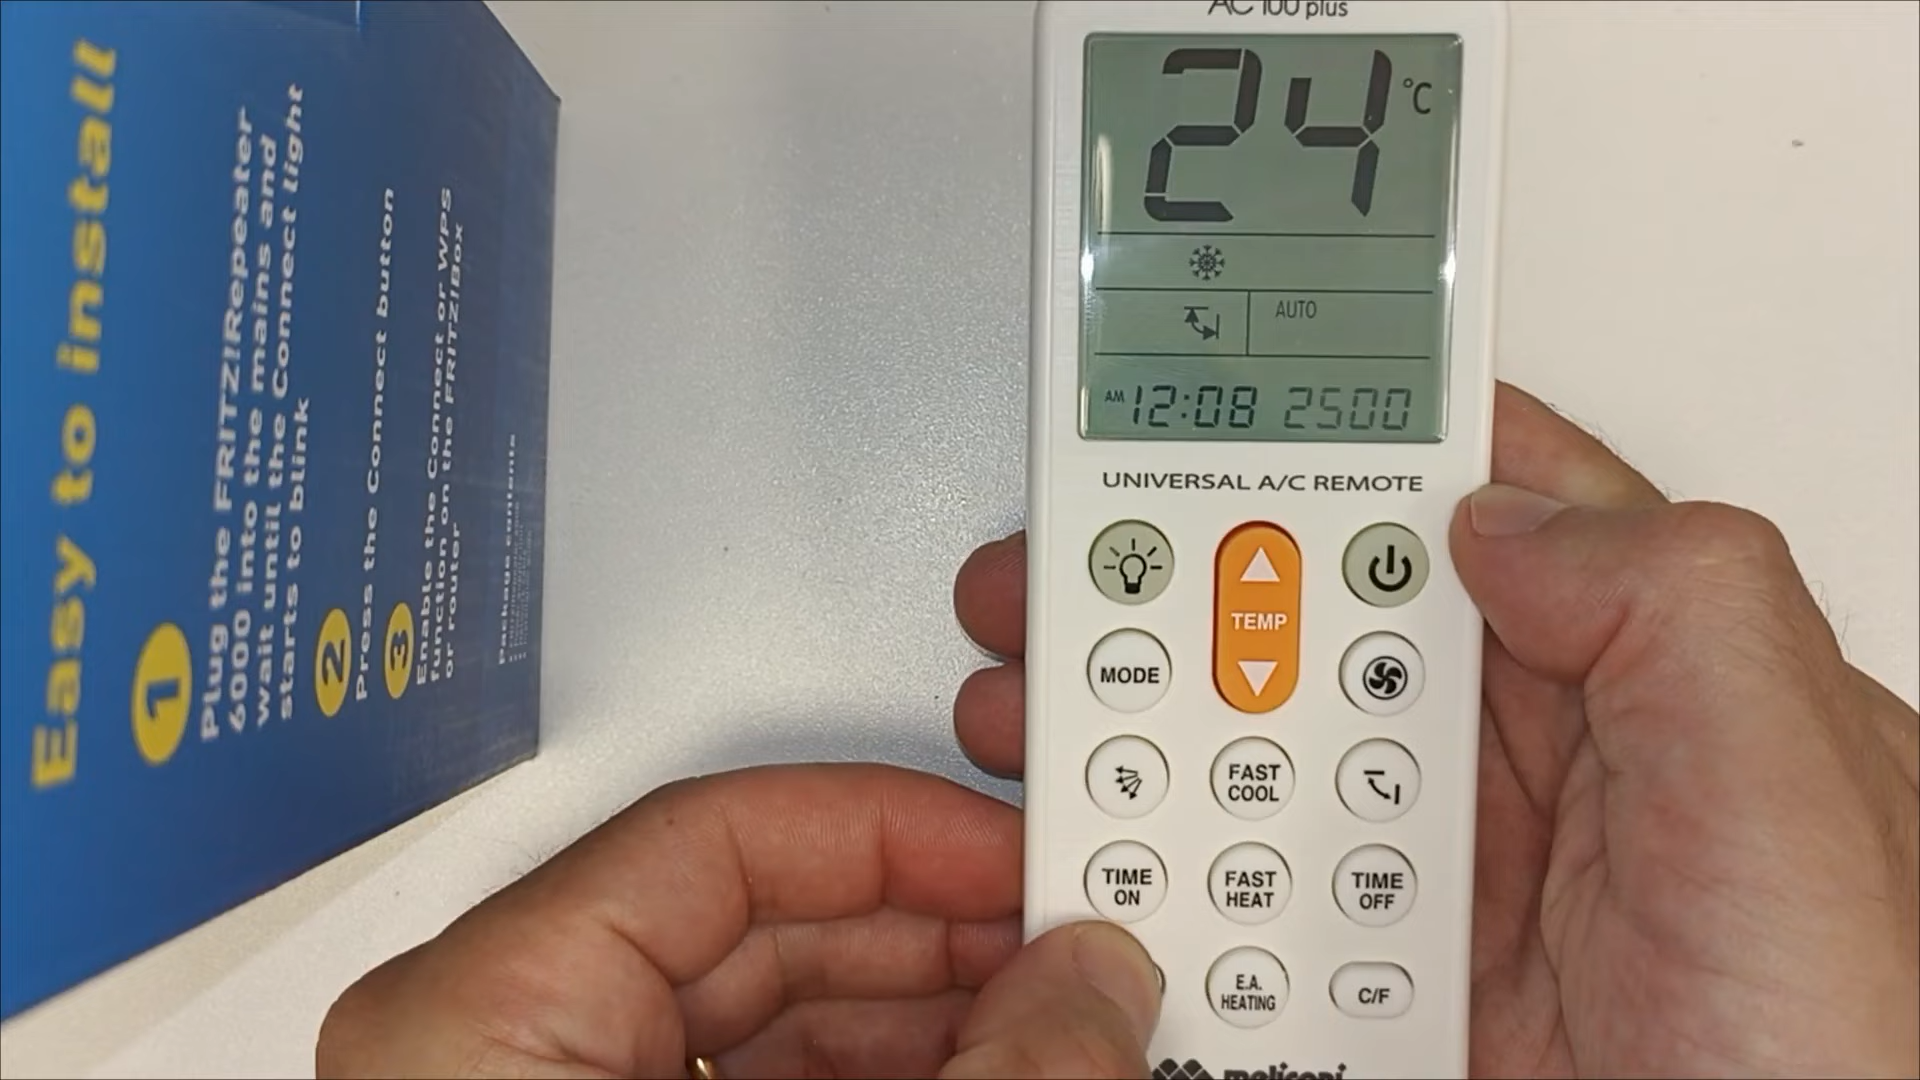 Easy to install
1
Plug the FRITZ!Repeater
6000 into the mains and
wait until the Connect light
starts to blink
2
Press the Connect button
3
Enable the Connect or WPS
function on the FRITZ!Box
or router
Package contents
AC 100 plus
24 °C
AUTO
AM 12:08 2500
UNIVERSAL A/C REMOTE
TEMP
MODE
FAST
COOL
TIME
ON
FAST
HEAT
TIME
OFF
E.A.
HEATING
C/F
meliconi